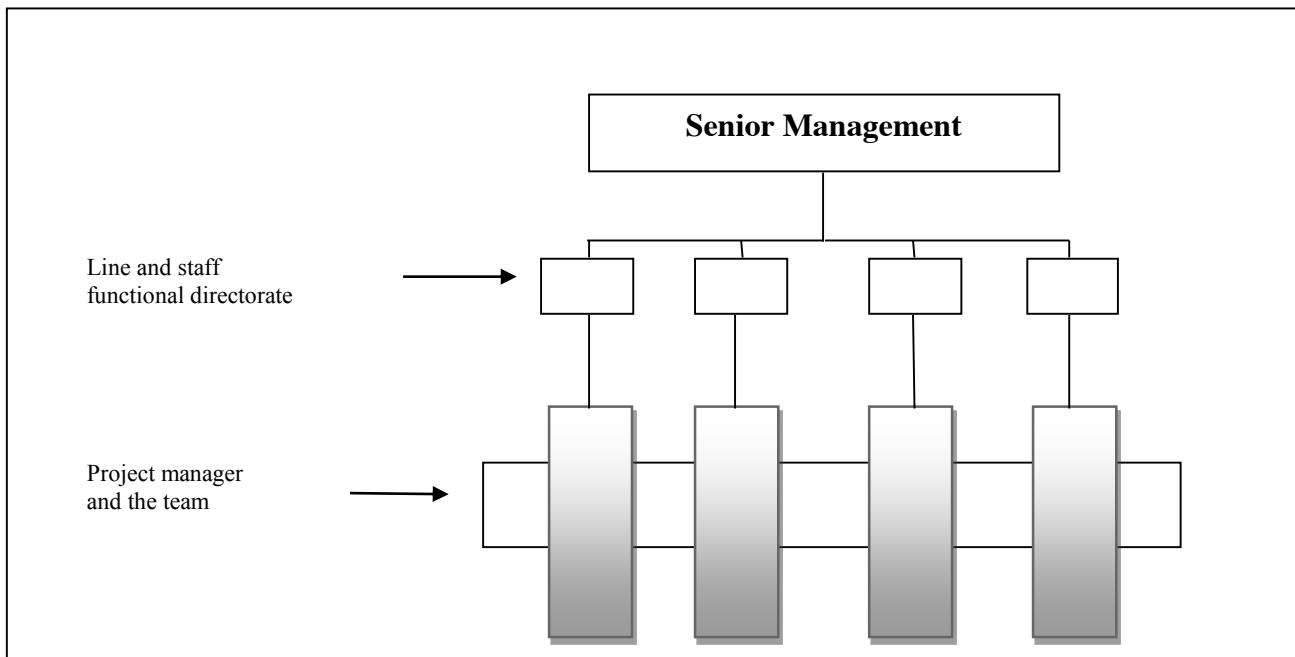 Senior Management
Line and staff
functional directorate
Project manager
and the team